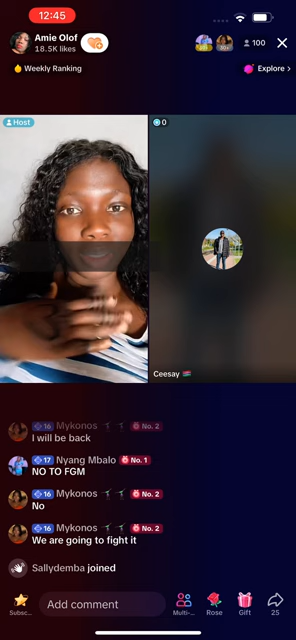 12:45
Amie Olof
18.5K likes
100
Weekly Ranking
Explore >
Host
0
Ceesay
16 Mykonos No. 2
I will be back
17 Nyang Mbalo No. 1
NO TO FGM
16 Mykonos No. 2
No
16 Mykonos No. 2
We are going to fight it
Sallydemba joined
Add comment
Subsc... Multi-... Rose Gift 25